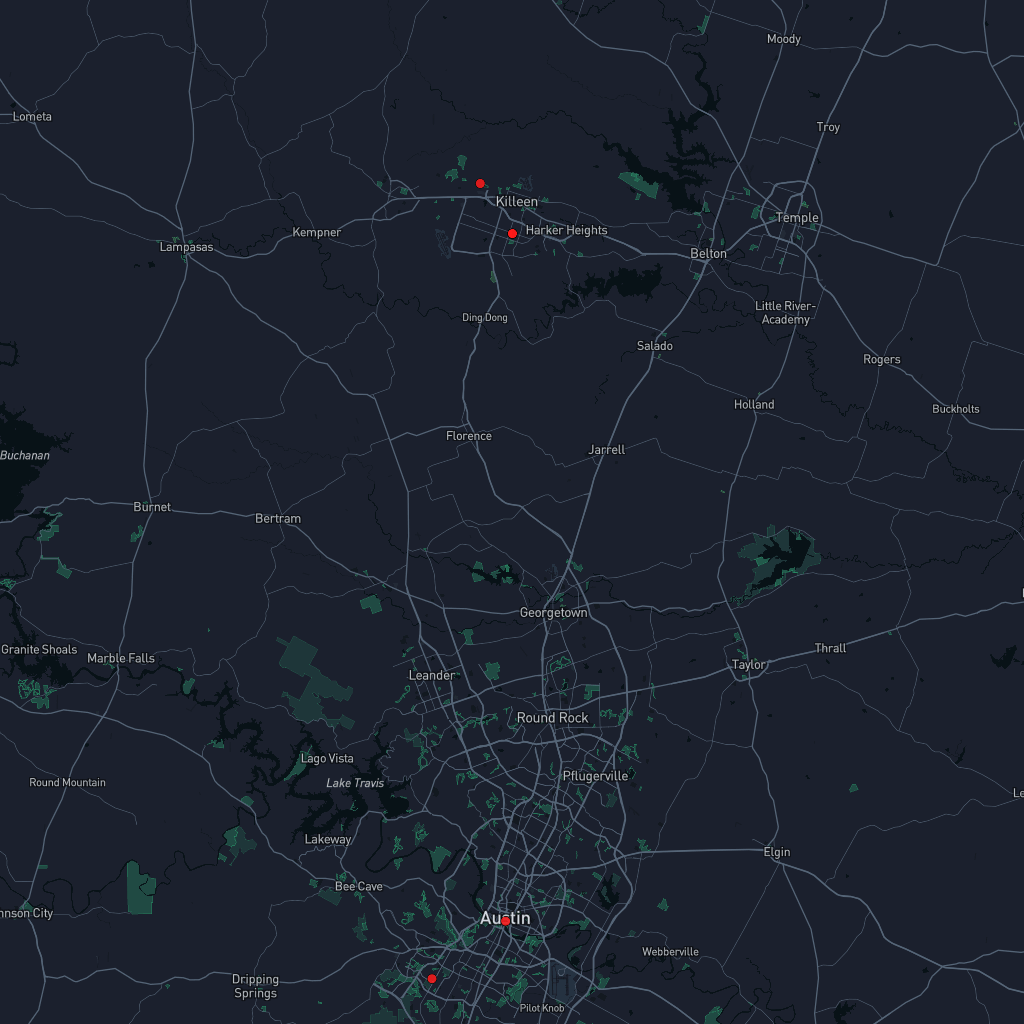 Moody
Lometa
Troy
Killeen
Temple
Kempner
Harker Heights
Lampasas
Belton
Little River-
Academy
Ding Dong
Salado
Rogers
Holland
Buckholts
Florence
Jarrell
Buchanan
Burnet
Bertram
Georgetown
Granite Shoals
Marble Falls
Thrall
Taylor
Leander
Round Rock
Lago Vista
Pflugerville
Round Mountain
Lake Travis
Le
Lakeway
Elgin
Bee Cave
nnson City
Austin
Webberville
Dripping
Springs
Pilot Knob